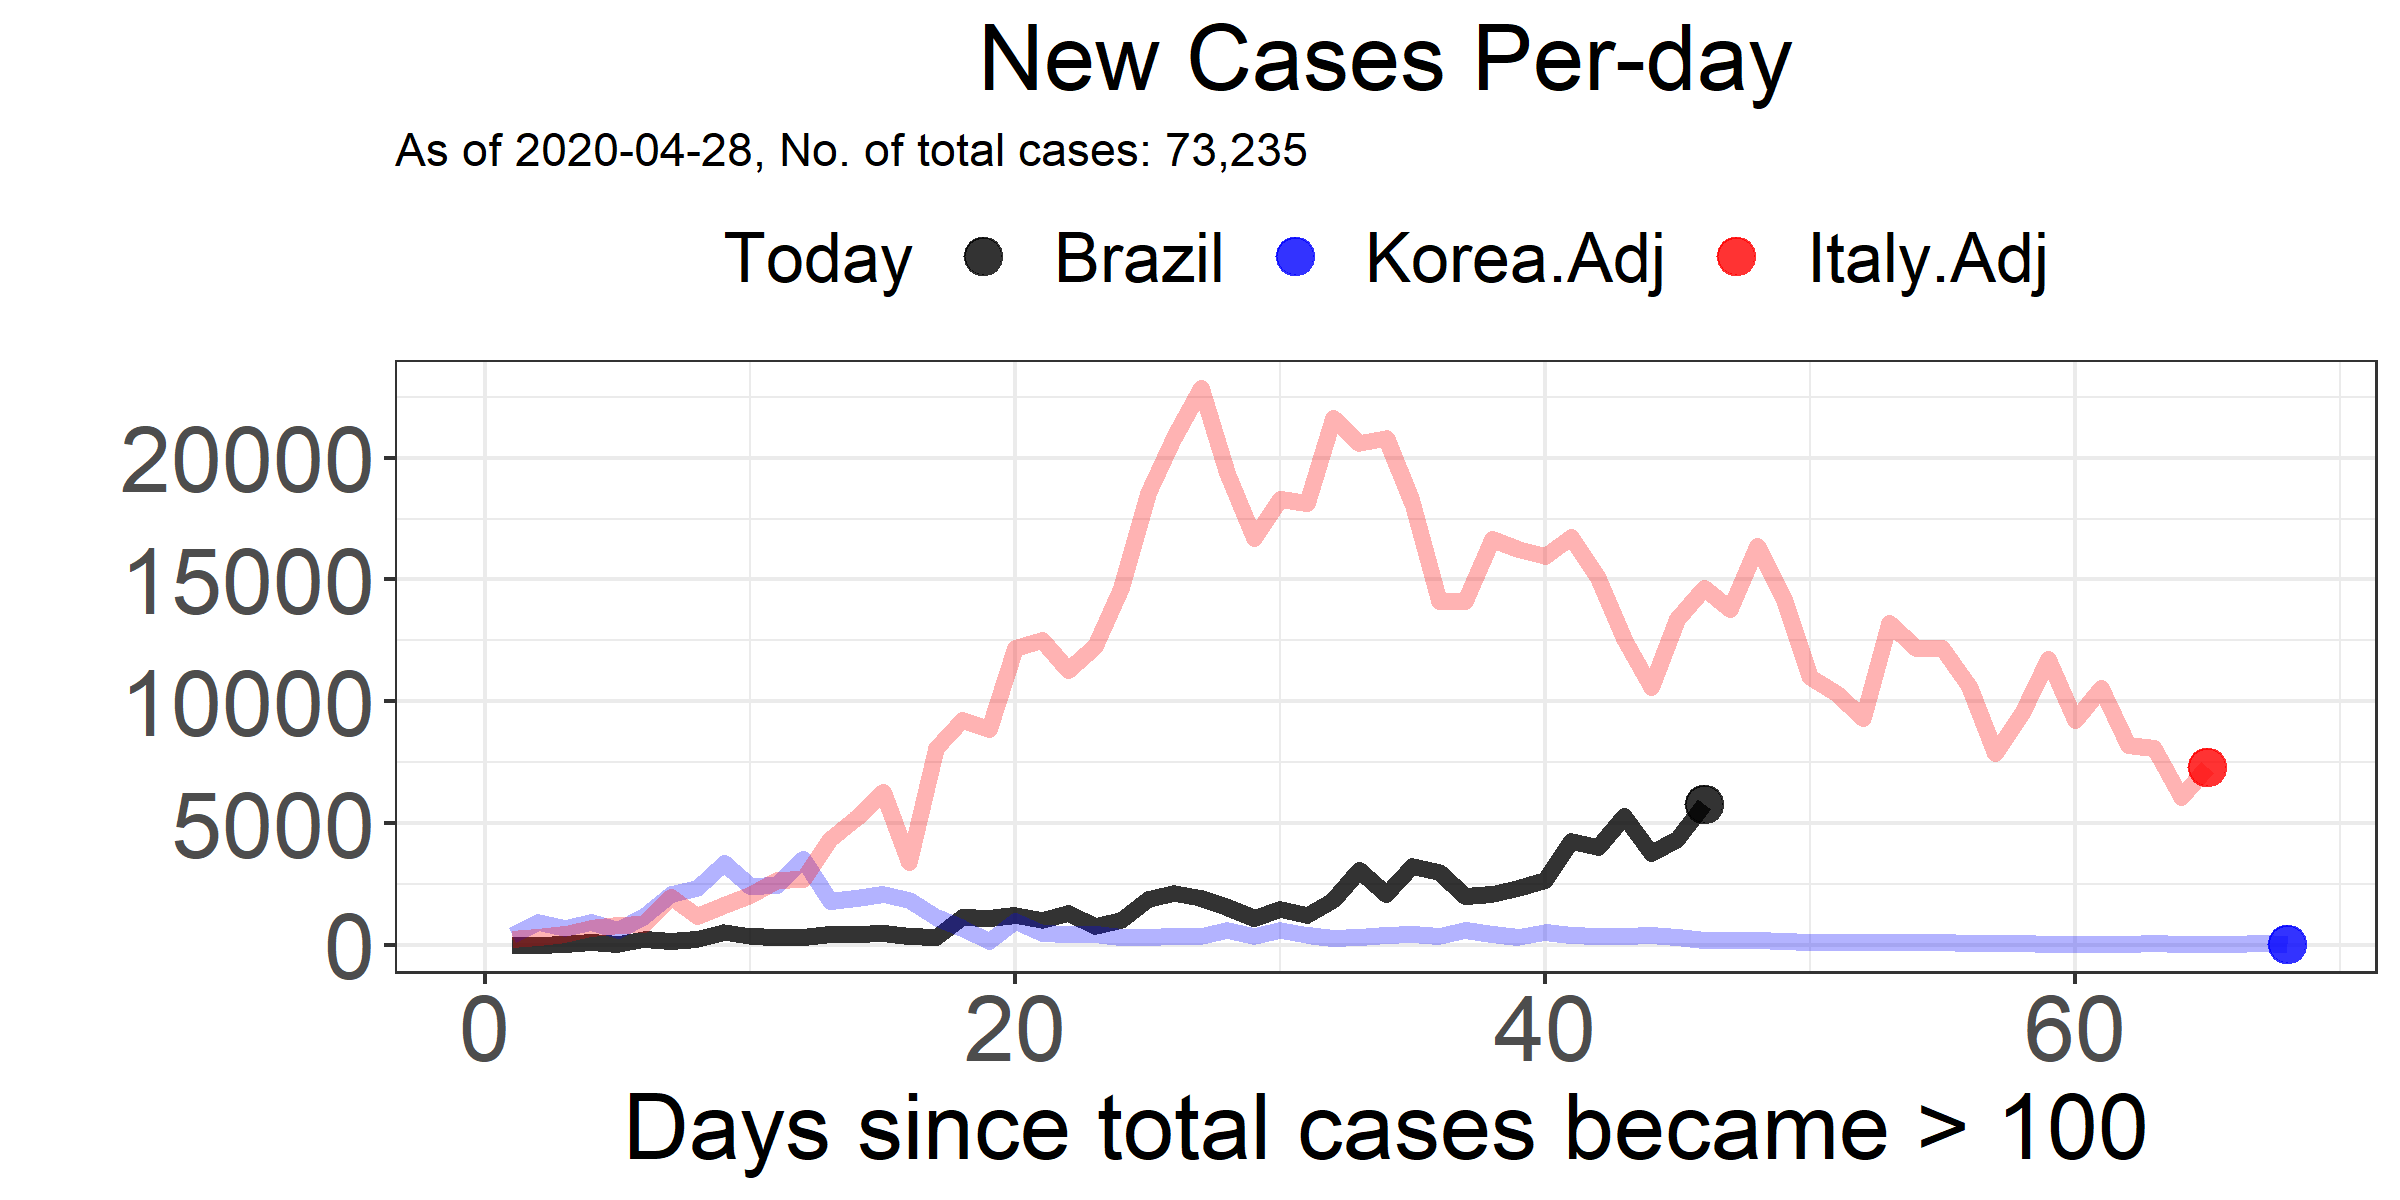 New Cases Per-day
As of 2020-04-28, No. of total cases: 73,235
Today Brazil Korea.Adj Italy.Adj
20000
15000
10000
5000
0
0 20 40 60
Days since total cases became > 100